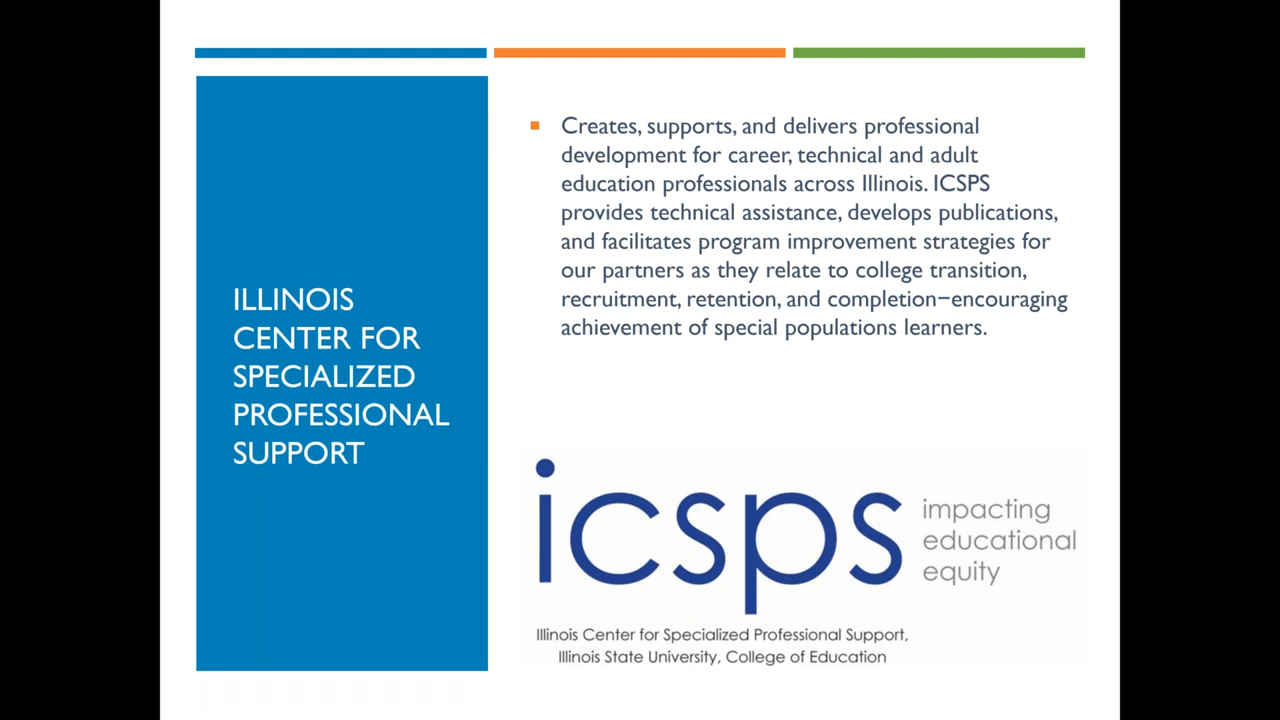 ILLINOIS
CENTER FOR
SPECIALIZED
PROFESSIONAL
SUPPORT
Creates, supports, and delivers professional
development for career, technical and adult
education professionals across Illinois. ICSPS
provides technical assistance, develops publications,
and facilitates program improvement strategies for
our partners as they relate to college transition,
recruitment, retention, and completion–encouraging
achievement of special populations learners.
icsps
impacting
educational
equity
Illinois Center for Specialized Professional Support,
Illinois State University, College of Education